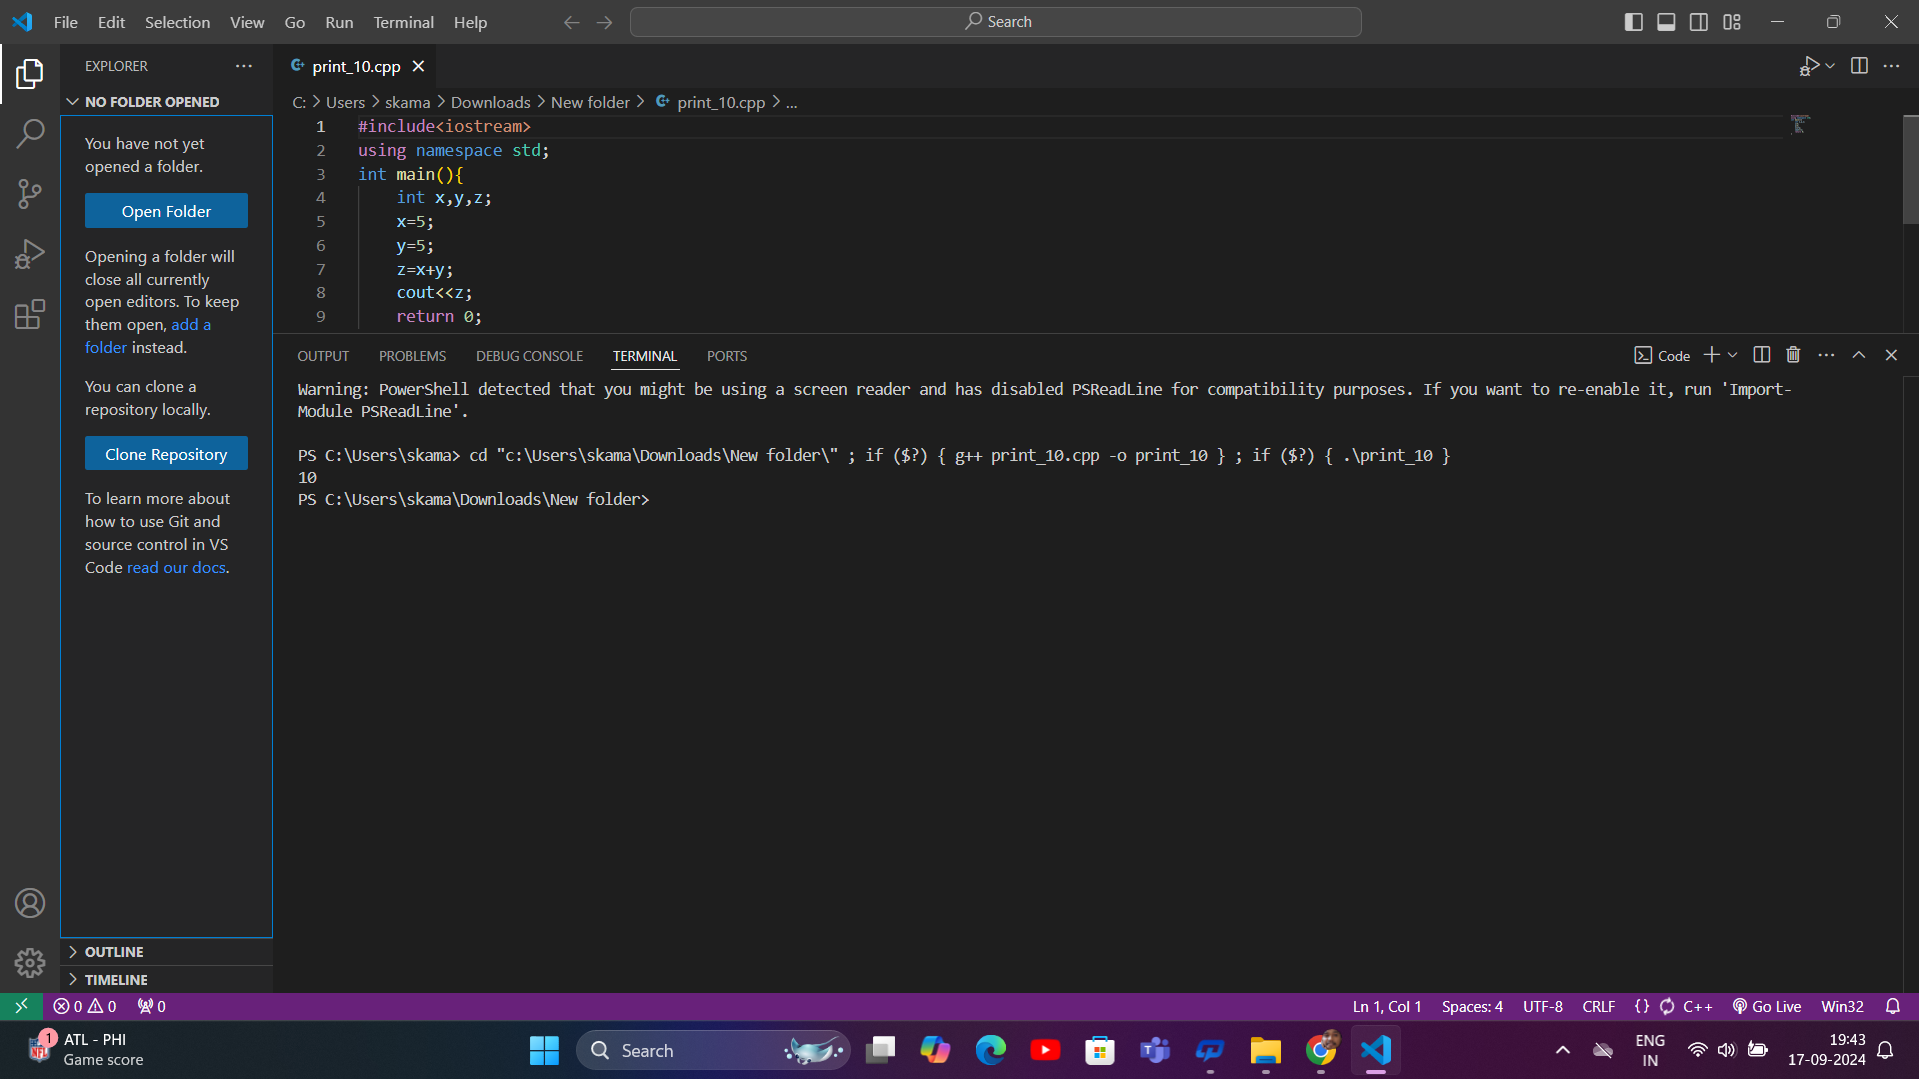 File Edit Selection View Go Run Terminal Help
Search
EXPLORER
print_10.cpp
NO FOLDER OPENED
You have not yet
opened a folder.
Open Folder
Opening a folder will
close all currently
open editors. To keep
them open, add a
folder instead.
You can clone a
repository locally.
Clone Repository
To learn more about
how to use Git and
source control in VS
Code read our docs.
OUTLINE
TIMELINE
C: > Users > skama > Downloads > New folder > print_10.cpp > ...
1 #include<iostream>
2 using namespace std;
3 int main(){
4 int x,y,z;
5 x=5;
6 y=5;
7 z=x+y;
8 cout<<z;
9 return 0;
OUTPUT PROBLEMS DEBUG CONSOLE TERMINAL PORTS
Code
Warning: PowerShell detected that you might be using a screen reader and has disabled PSReadLine for compatibility purposes. If you want to re-enable it, run 'Import-
Module PSReadLine'.
PS C:\Users\skama> cd "c:\Users\skama\Downloads\New folder\" ; if ($?) { g++ print_10.cpp -o print_10 } ; if ($?) { .\print_10 }
10
PS C:\Users\skama\Downloads\New folder>
0 0 0
Ln 1, Col 1 Spaces: 4 UTF-8 CRLF {} C++ Go Live Win32
1
ATL - PHI
Game score
Search
ENG
IN
19:43
17-09-2024